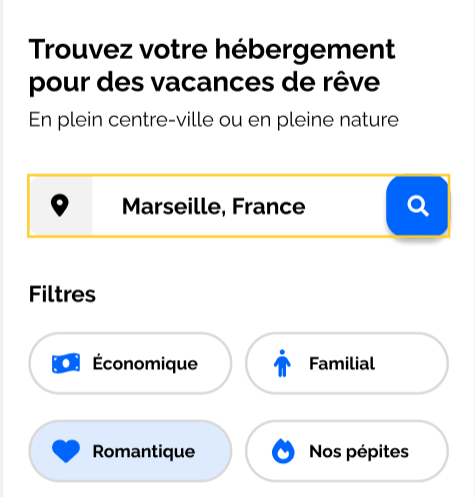 Trouvez votre hébergement
pour des vacances de rêve
En plein centre-ville ou en pleine nature
Marseille, France
Filtres
Économique
Familial
Romantique
Nos pépites